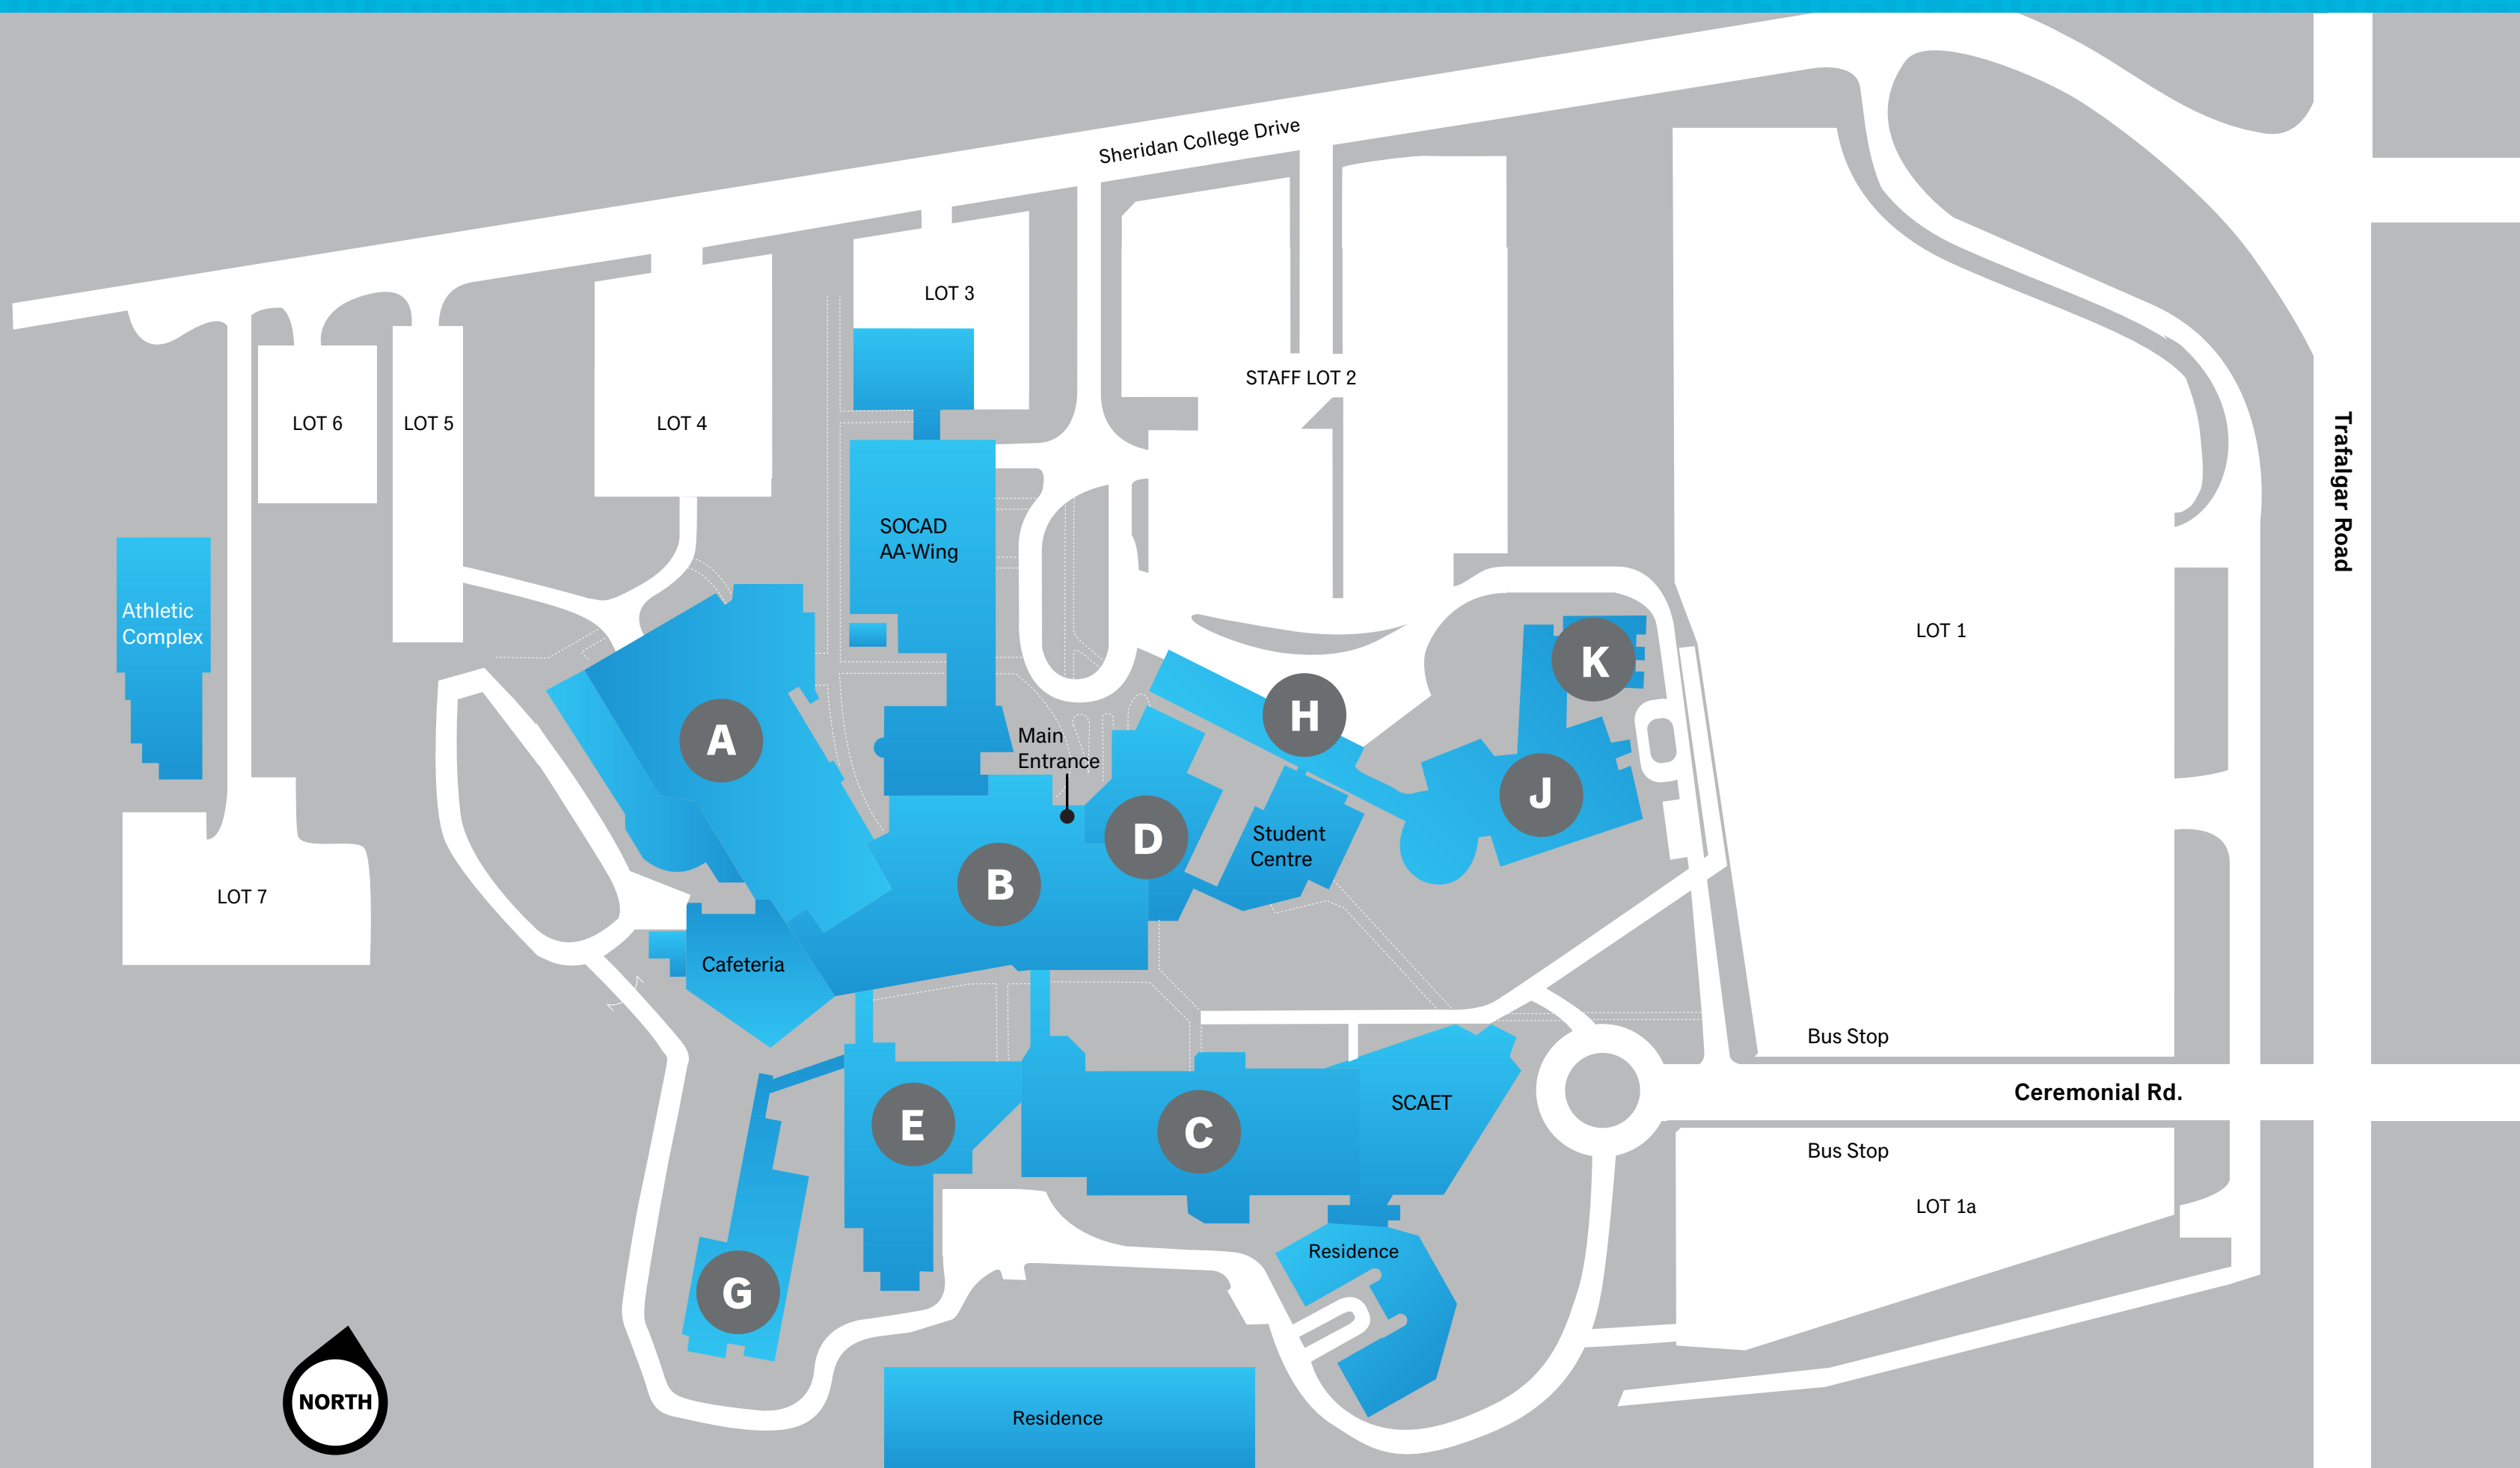 Sheridan College Drive
LOT 3
STAFF LOT 2
LOT 6
LOT 5
LOT 4
Trafalgar Road
SOCAD
AA-Wing
Athletic
Complex
LOT 1
K
H
A
Main
Entrance
J
D
Student
Centre
B
LOT 7
Cafeteria
Bus Stop
Ceremonial Rd.
SCAET
E
C
Bus Stop
LOT 1a
Residence
G
NORTH
Residence